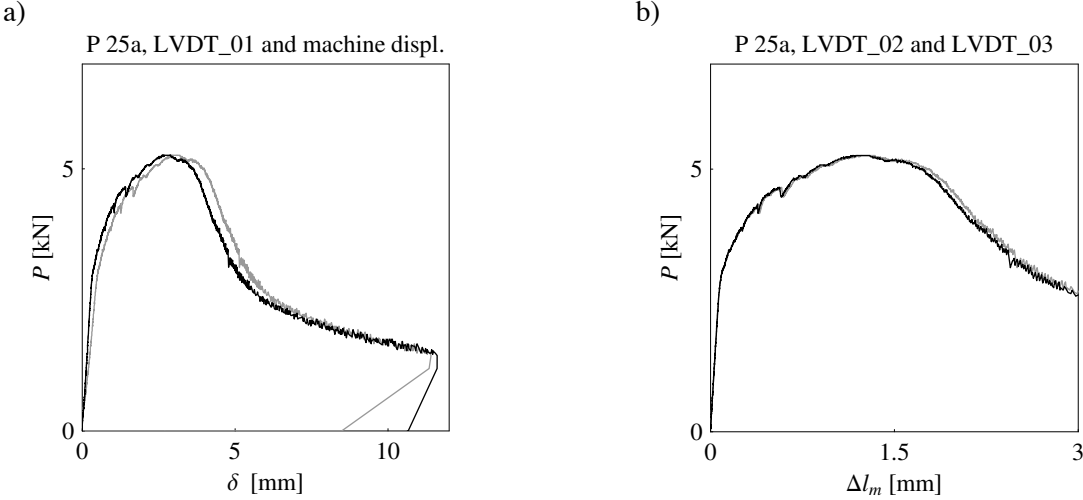 a)
P 25a, LVDT_01 and machine displ.
5
P [kN]
0
0 5 10
δ [mm]
b)
P 25a, LVDT_02 and LVDT_03
5
P [kN]
0
0 1.5 3
Δl_m [mm]